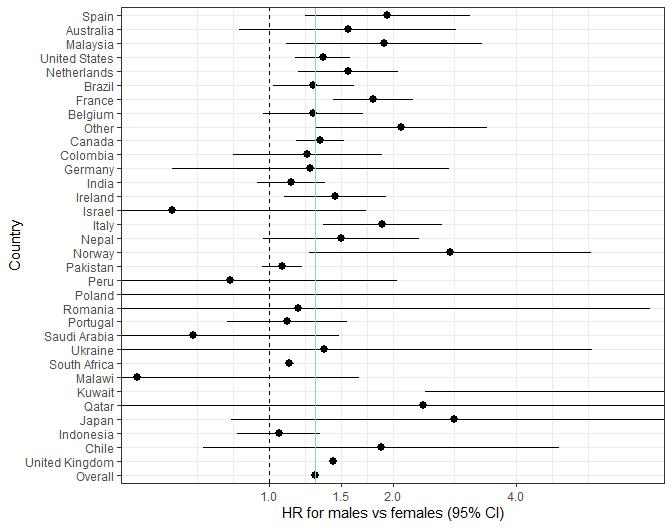 Spain
Australia
Malaysia
United States
Netherlands
Brazil
France
Belgium
Other
Canada
Colombia
Germany
India
Ireland
Israel
Italy
Nepal
Norway
Pakistan
Peru
Poland
Romania
Portugal
Saudi Arabia
Ukraine
South Africa
Malawi
Kuwait
Qatar
Japan
Indonesia
Chile
United Kingdom
Overall
Country
1.0 1.5 2.0 4.0
HR for males vs females (95% CI)